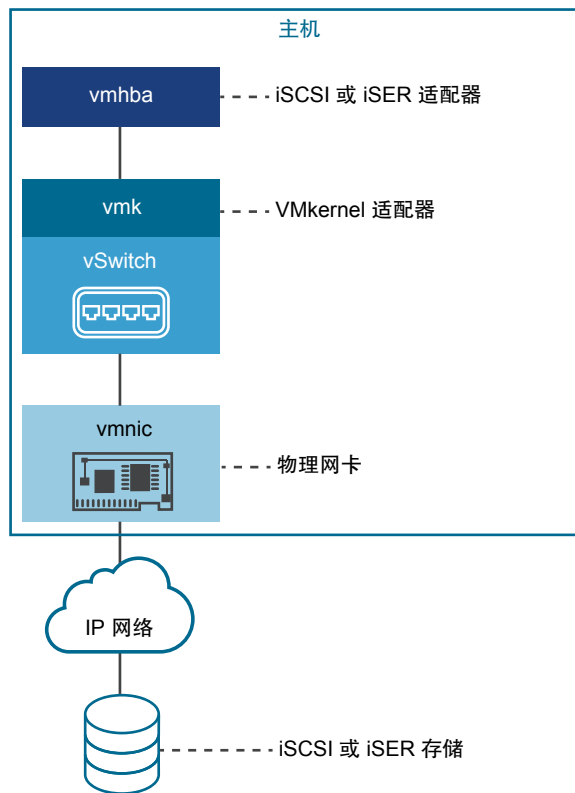 主机
vmhba
iSCSI 或 iSER 适配器
vmk
VMkernel 适配器
vSwitch
vmnic
物理网卡
IP 网络
iSCSI 或 iSER 存储